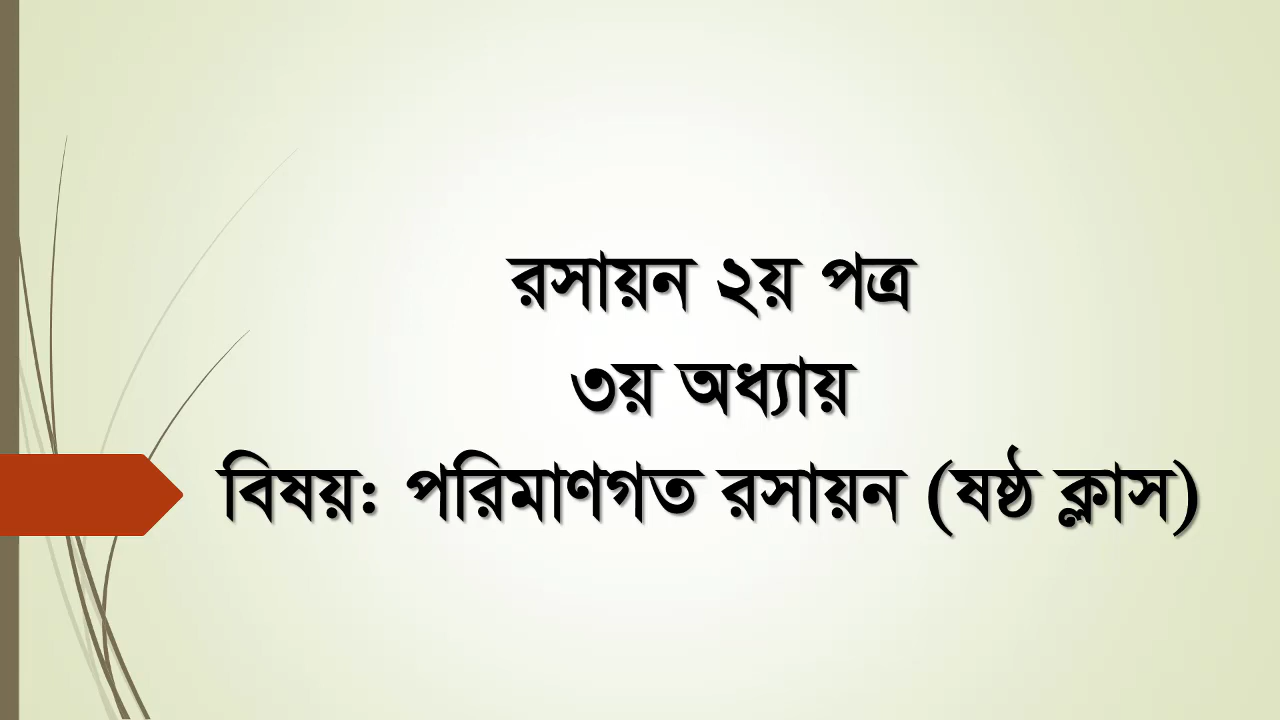 রসায়ন ২য় পত্র
৩য় অধ্যায়
বিষয়: পরিমাণগত রসায়ন (ষষ্ঠ ক্লাস)